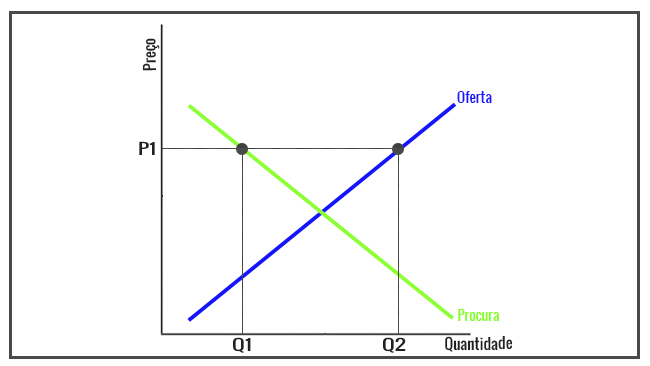 Preço
Oferta
P1
Procura
Q1
Q2
Quantidade